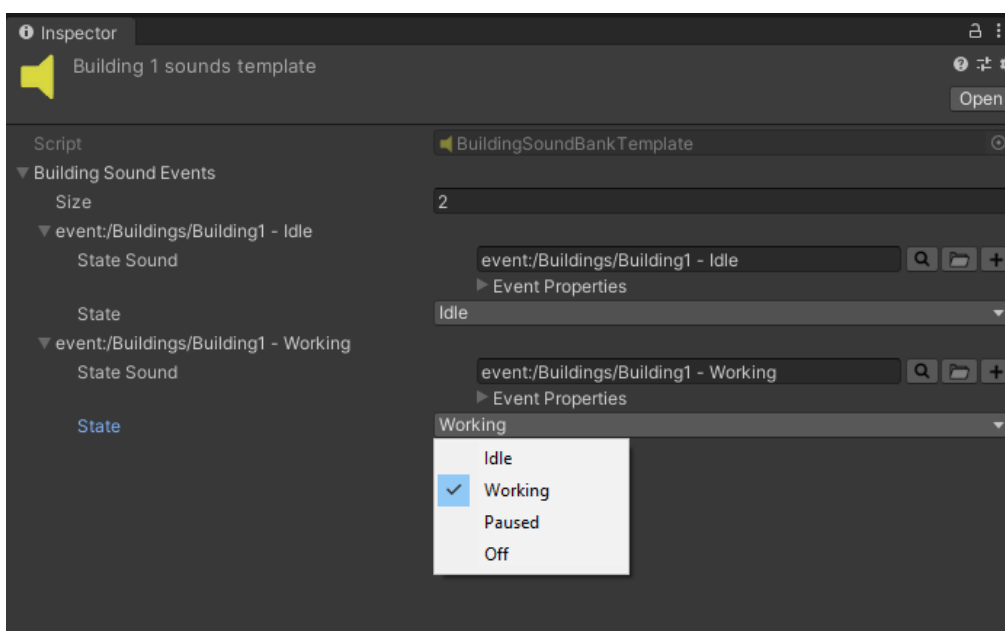 Inspector
Building 1 sounds template
Open
Script BuildingSoundBankTemplate
Building Sound Events
Size 2
event:/Buildings/Building1 - Idle
State Sound event:/Buildings/Building1 - Idle
Event Properties
State Idle
event:/Buildings/Building1 - Working
State Sound event:/Buildings/Building1 - Working
Event Properties
State Working
Idle
Working
Paused
Off